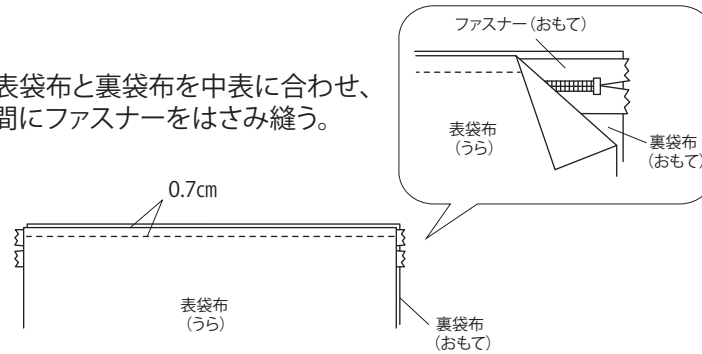 表袋布と裏袋布を中表に合わせ、
間にファスナーをはさみ縫う。
ファスナー（おもて）
表袋布
（うら）
裏袋布
（おもて）
0.7㎝
表袋布
（うら）
裏袋布
（おもて）